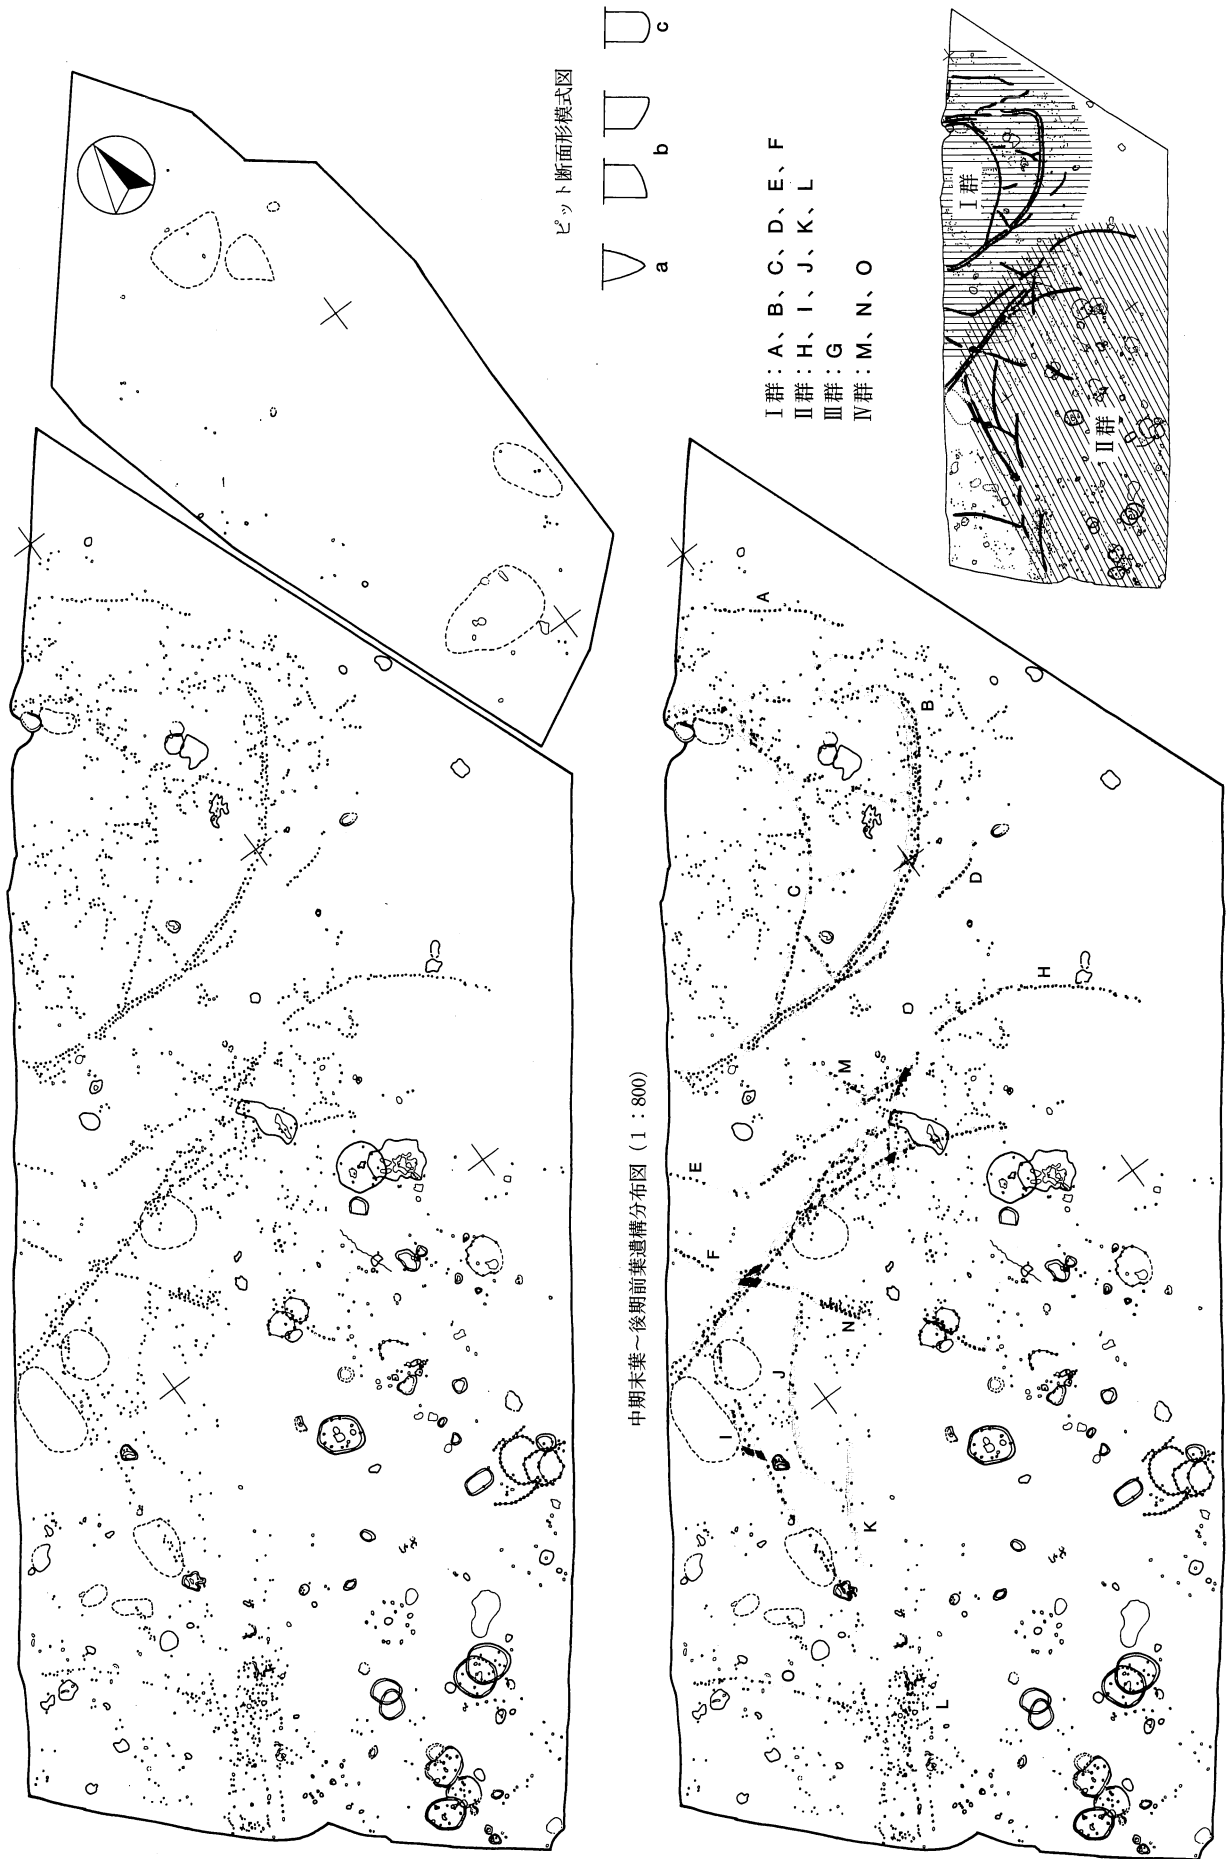 中期末葉~後期前葉遺構分布図(1:800)
ピット断面形模式図
a
b
c
Ⅰ群:A、B、C、D、E、F
Ⅱ群:H、I、J、K、L
Ⅲ群:G
Ⅳ群:M、N、O
Ⅰ群
Ⅱ群
A
B
C
D
E
F
H
I
J
K
L
M
N
O